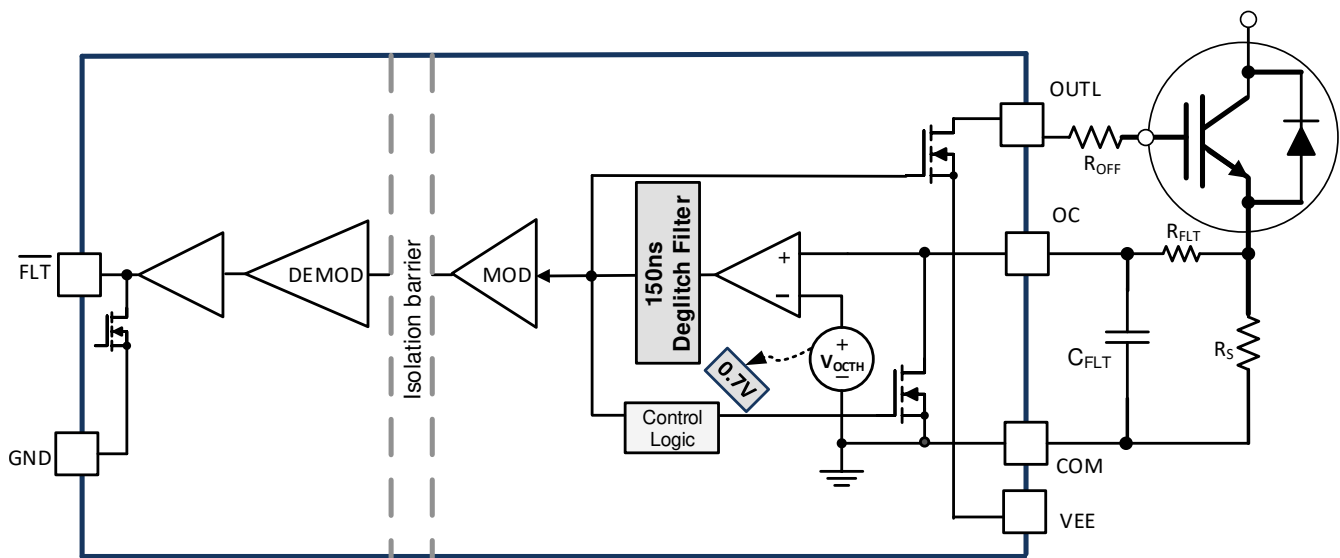 OUTL
R_OFF
OC
R_FLT
FLT
DEMOD
Isolation barrier
MOD
150ns
Deglitch Filter
+
−
+
V_OCTH
−
0.7V
C_FLT
R_S
Control
Logic
GND
COM
VEE